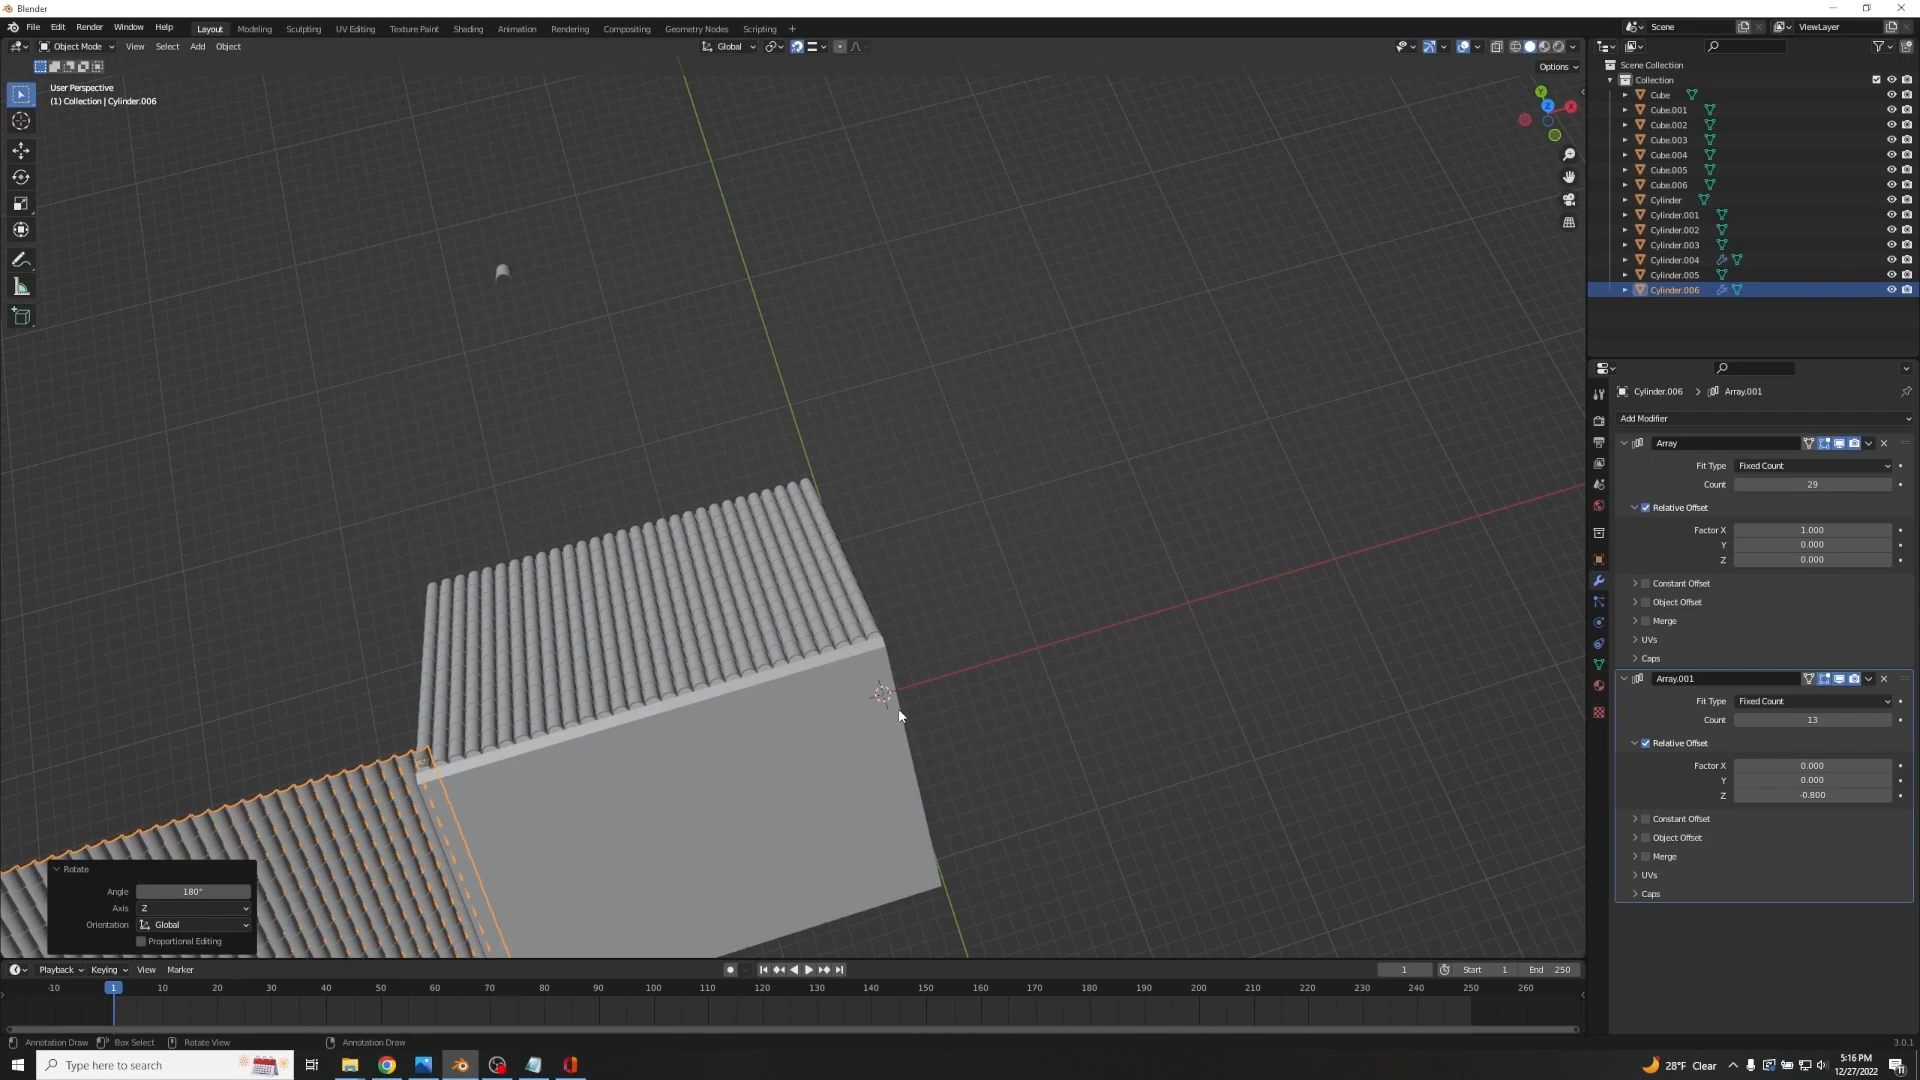 Blender
File Edit Render Window Help Layout Modeling Sculpting UV Editing Texture Paint Shading Animation Rendering Compositing Geometry Nodes Scripting + Scene ViewLayer
Object Mode View Select Add Object Global
Options
User Perspective
(1) Collection | Cylinder.006
Y
Z
X
Scene Collection
Collection
Cube
Cube.001
Cube.002
Cube.003
Cube.004
Cube.005
Cube.006
Cylinder
Cylinder.001
Cylinder.002
Cylinder.003
Cylinder.004
Cylinder.005
Cylinder.006
Cylinder.006 > Array.001
Add Modifier
Array
Fit Type Fixed Count
Count 29
Relative Offset
Factor X 1.000
Y 0.000
Z 0.000
Constant Offset
Object Offset
Merge
UVs
Caps
Array.001
Fit Type Fixed Count
Count 13
Relative Offset
Factor X 0.000
Y 0.000
Z -0.800
Constant Offset
Object Offset
Merge
UVs
Caps
Rotate
Angle 180°
Axis Z
Orientation Global
Proportional Editing
Playback Keying View Marker 1 Start 1 End 250
-10 1 10 20 30 40 50 60 70 80 90 100 110 120 130 140 150 160 170 180 190 200 210 220 230 240 250 260
Annotation Draw Box Select Rotate View Annotation Draw 3.0.1
Type here to search 28°F Clear 5:16 PM
12/27/2022
11